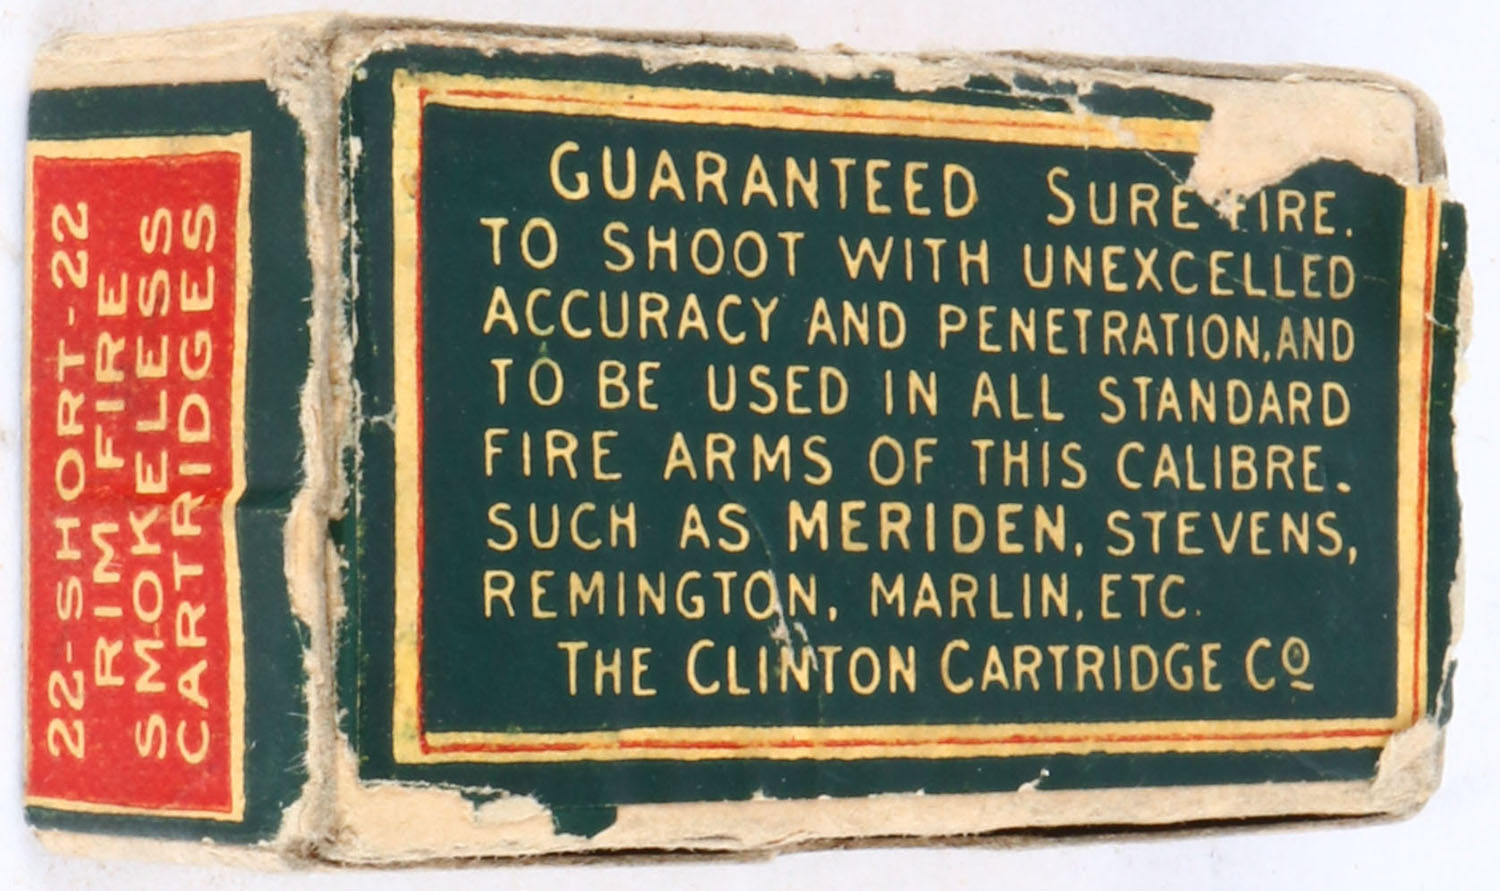 22-SHORT-22
RIM FIRE
SMOKELESS
CARTRIDGES
GUARANTEED SURE FIRE.
TO SHOOT WITH UNEXCELLED
ACCURACY AND PENETRATION, AND
TO BE USED IN ALL STANDARD
FIRE ARMS OF THIS CALIBRE.
SUCH AS MERIDEN, STEVENS,
REMINGTON, MARLIN, ETC.
THE CLINTON CARTRIDGE CO